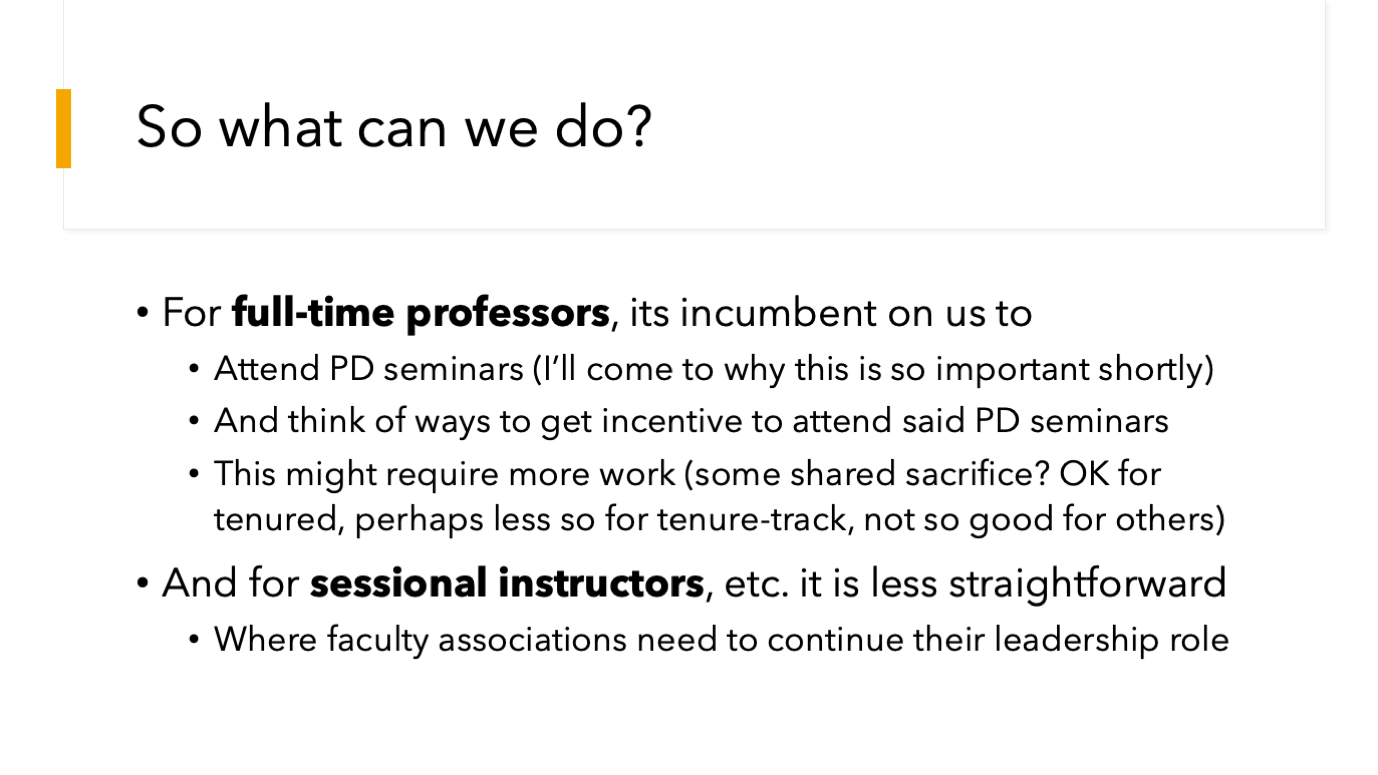 So what can we do?
• For full-time professors, its incumbent on us to
• Attend PD seminars (I’ll come to why this is so important shortly)
• And think of ways to get incentive to attend said PD seminars
• This might require more work (some shared sacrifice? OK for
tenured, perhaps less so for tenure-track, not so good for others)
• And for sessional instructors, etc. it is less straightforward
• Where faculty associations need to continue their leadership role